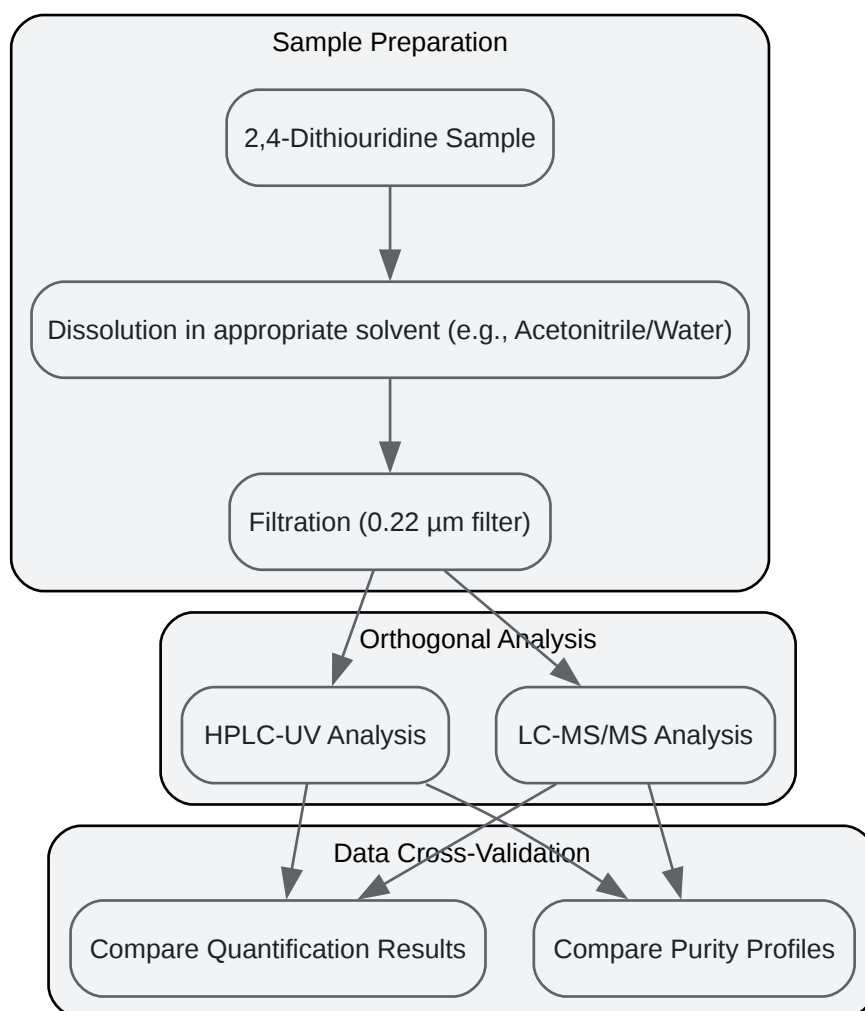 Sample Preparation
2,4-Dithiouridine Sample
Dissolution in appropriate solvent (e.g., Acetonitrile/Water)
Filtration (0.22 µm filter)
Orthogonal Analysis
HPLC-UV Analysis
LC-MS/MS Analysis
Data Cross-Validation
Compare Quantification Results
Compare Purity Profiles